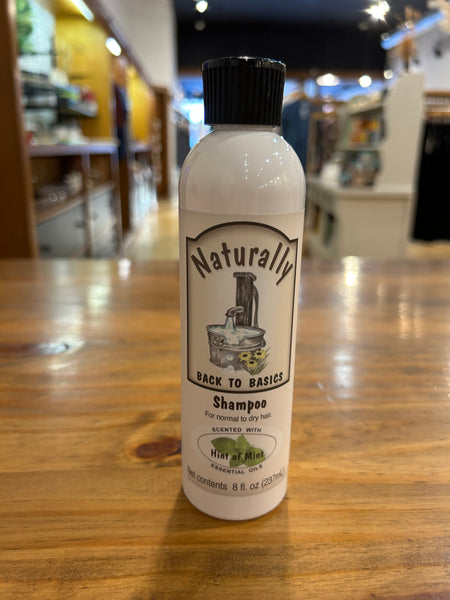 Naturally
BACK TO BASICS
Shampoo
For normal to dry hair.
SCENTED WITH
Hint of Mint
ESSENTIAL OILS
Net contents 8 fl. oz (237mL)